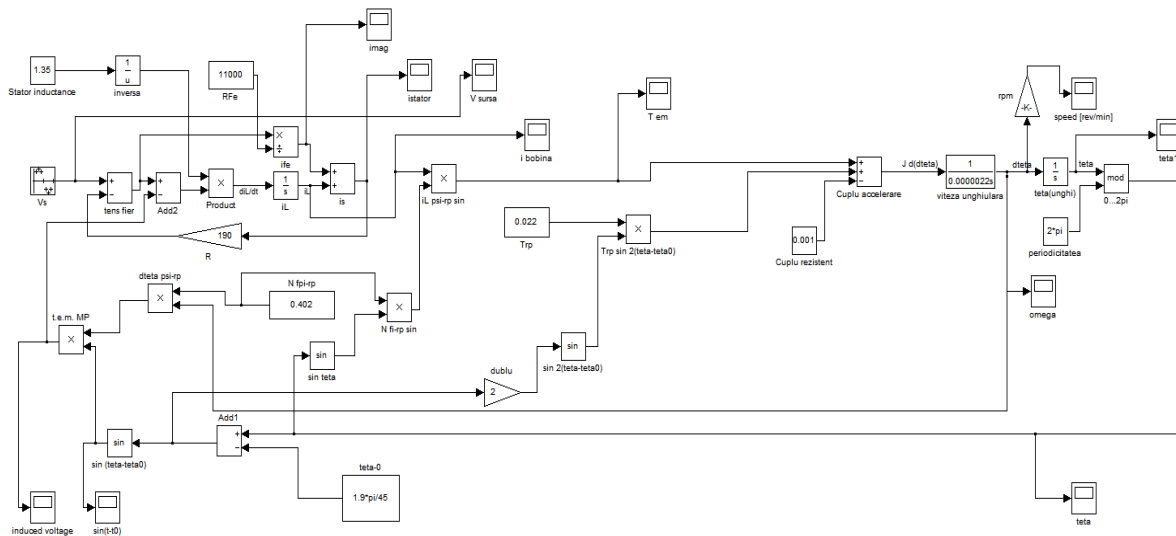 imag
1.35
Stator inductance
1
u
inversa
11000
RFe
istator
V sursa
T em
rpm
-K-
speed [rev/min]
×
÷
ife
i bobina
teta1
Vs
+
−
tens fier
+
−
Add2
×
Product
diL/dt
1
s
iL
iL
+
+
is
×
iL psi-rp sin
+
+
−
Cuplu accelerare
J d(dteta)
1
0.0000022s
viteza unghiulara
dteta
1
s
teta(unghi)
teta
mod
0...2pi
190
R
0.022
Trp
×
Trp sin 2(teta-teta0)
0.001
Cuplu rezistent
2*pi
periodicitatea
dteta psi-rp
×
N fpi-rp
0.402
×
N fi-rp sin
omega
t.e.m. MP
×
sin
sin teta
dublu
2
sin
sin 2(teta-teta0)
Add1
+
−
sin
sin (teta-teta0)
teta-0
1.9*pi/45
induced voltage
sin(t-t0)
teta